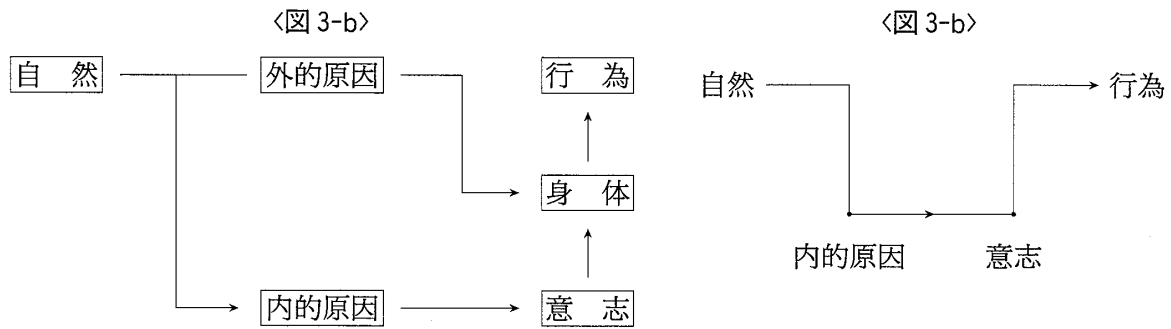 〈図 3-b〉
自　然
外的原因
行　為
身　体
内的原因
意　志
〈図 3-b〉
自然
行為
内的原因
意志